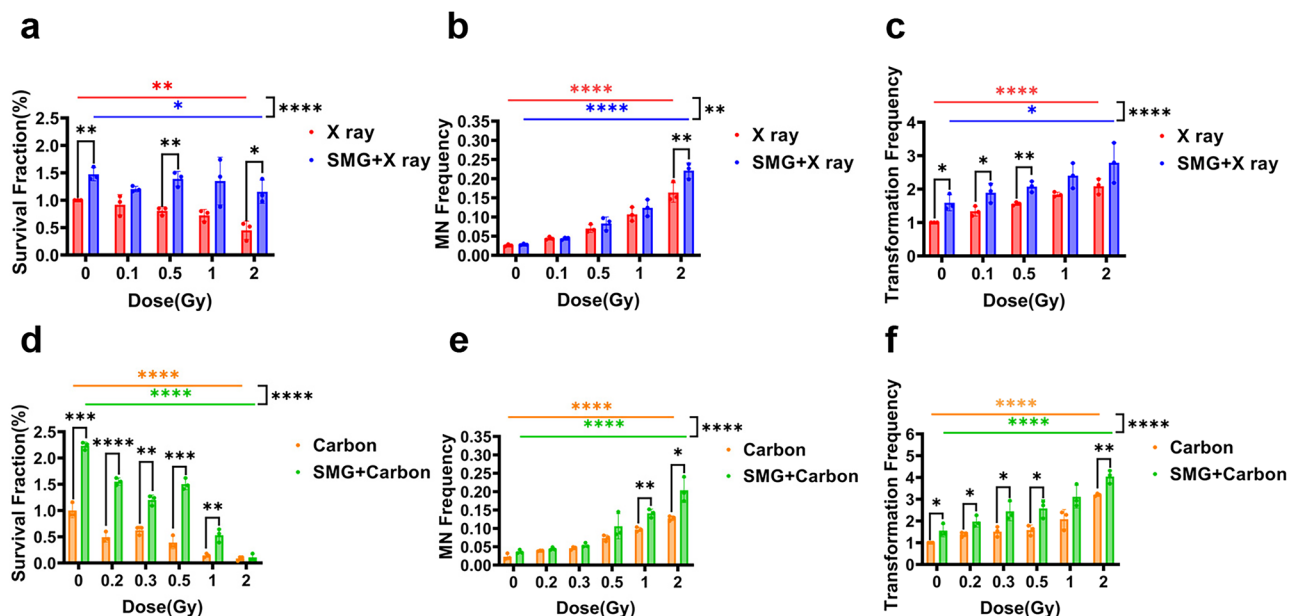 a
**
*
****
Survival Fraction(%)
2.5
2.0
1.5
1.0
0.5
0.0
**
**
*
X ray
SMG+X ray
0 0.1 0.5 1 2
Dose(Gy)
b
****
****
**
MN Frequency
0.35
0.30
0.25
0.20
0.15
0.10
0.05
0.00
**
X ray
SMG+X ray
0 0.1 0.5 1 2
Dose(Gy)
c
****
*
****
Transformation Frequency
4
3
2
1
0
*
*
**
X ray
SMG+X ray
0 0.1 0.5 1 2
Dose(Gy)
d
****
****
****
Survival Fraction(%)
2.5
2.0
1.5
1.0
0.5
0.0
***
****
**
***
**
Carbon
SMG+Carbon
0 0.2 0.3 0.5 1 2
Dose(Gy)
e
****
****
****
MN Frequency
0.35
0.30
0.25
0.20
0.15
0.10
0.05
0.00
**
*
Carbon
SMG+Carbon
0 0.2 0.3 0.5 1 2
Dose(Gy)
f
****
****
****
Transformation Frequency
6
5
4
3
2
1
0
*
*
*
*
**
Carbon
SMG+Carbon
0 0.2 0.3 0.5 1 2
Dose(Gy)